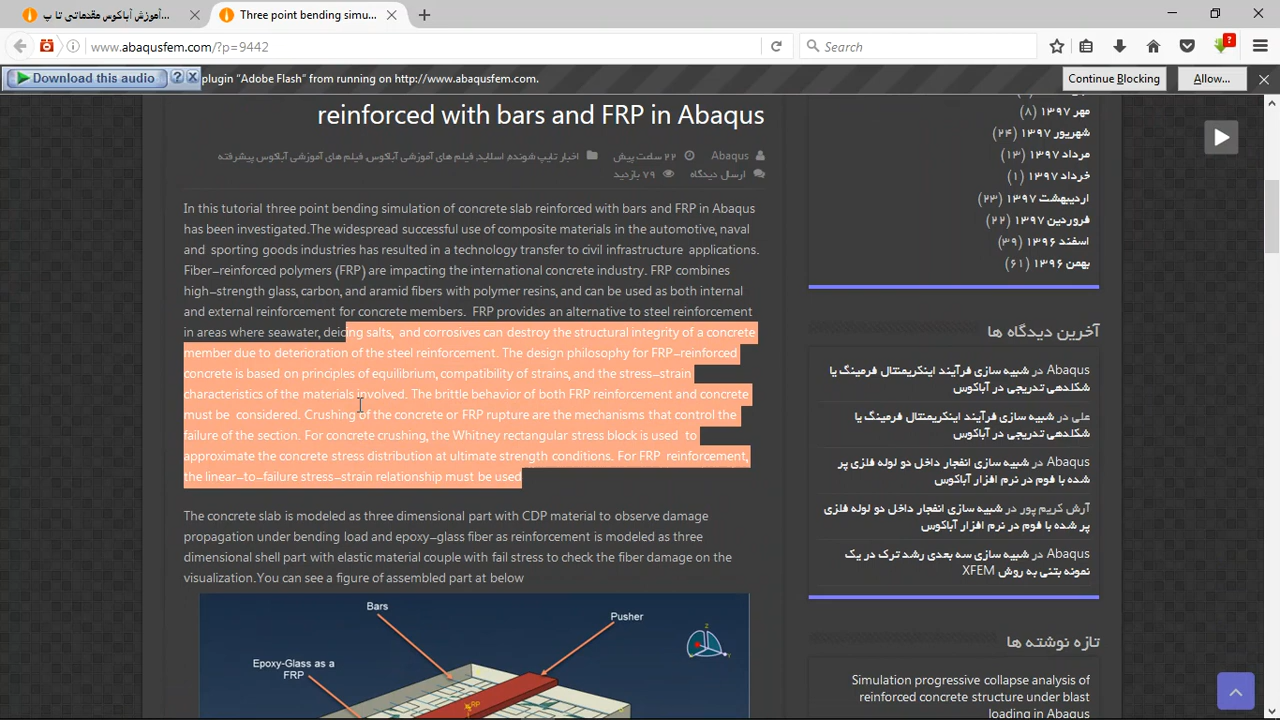 آموزش آباکوس مقدماتی تا پ...
Three point bending simu...
www.abaqusfem.com/?p=9442
Search
Download this audio
plugin "Adobe Flash" from running on http://www.abaqusfem.com.
Continue Blocking
Allow...
reinforced with bars and FRP in Abaqus
Abaqus ۲۲ ساعت پیش اخبار تایپ شونده, اسلاید, فیلم های آموزشی آباکوس, فیلم های آموزشی آباکوس پیشرفته
ارسال دیدگاه ۷۹ بازدید
In this tutorial three point bending simulation of concrete slab reinforced with bars and FRP in Abaqus
has been investigated.The widespread successful use of composite materials in the automotive, naval
and sporting goods industries has resulted in a technology transfer to civil infrastructure applications.
Fiber-reinforced polymers (FRP) are impacting the international concrete industry. FRP combines
high-strength glass, carbon, and aramid fibers with polymer resins, and can be used as both internal
and external reinforcement for concrete members. FRP provides an alternative to steel reinforcement
in areas where seawater, deicing salts, and corrosives can destroy the structural integrity of a concrete
member due to deterioration of the steel reinforcement. The design philosophy for FRP-reinforced
concrete is based on principles of equilibrium, compatibility of strains, and the stress-strain
characteristics of the materials involved. The brittle behavior of both FRP reinforcement and concrete
must be considered. Crushing of the concrete or FRP rupture are the mechanisms that control the
failure of the section. For concrete crushing, the Whitney rectangular stress block is used to
approximate the concrete stress distribution at ultimate strength conditions. For FRP reinforcement,
the linear-to-failure stress-strain relationship must be used
The concrete slab is modeled as three dimensional part with CDP material to observe damage
propagation under bending load and epoxy-glass fiber as reinforcement is modeled as three
dimensional shell part with elastic material couple with fail stress to check the fiber damage on the
visualization.You can see a figure of assembled part at below
Bars
Pusher
Epoxy-Glass as a
FRP
Z
Y
RP
مهر ۱۳۹۷ (۸)
شهریور ۱۳۹۷ (۲۴)
مرداد ۱۳۹۷ (۱۳)
خرداد ۱۳۹۷ (۱)
اردیبهشت ۱۳۹۷ (۲۳)
فروردین ۱۳۹۷ (۲۲)
اسفند ۱۳۹۶ (۳۹)
بهمن ۱۳۹۶ (۶۱)
آخرین دیدگاه ها
Abaqus در شبیه سازی فرآیند اینکریمنتال فرمینگ یا
شکلدهی تدریجی در آباکوس
علی در شبیه سازی فرآیند اینکریمنتال فرمینگ یا
شکلدهی تدریجی در آباکوس
Abaqus در شبیه سازی انفجار داخل دو لوله فلزی پر
شده با فوم در نرم افزار آباکوس
آرش کریم پور در شبیه سازی انفجار داخل دو لوله فلزی
پر شده با فوم در نرم افزار آباکوس
Abaqus در شبیه سازی سه بعدی رشد ترک در یک
نمونه بتنی به روش XFEM
تازه نوشته ها
Simulation progressive collapse analysis of
reinforced concrete structure under blast
loading in Abaqus